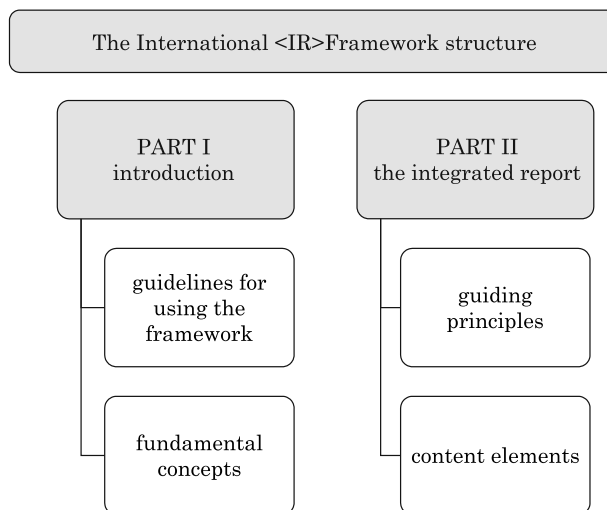 The International <IR>Framework structure
PART I
introduction
guidelines for
using the
framework
fundamental
concepts
PART II
the integrated report
guiding
principles
content elements